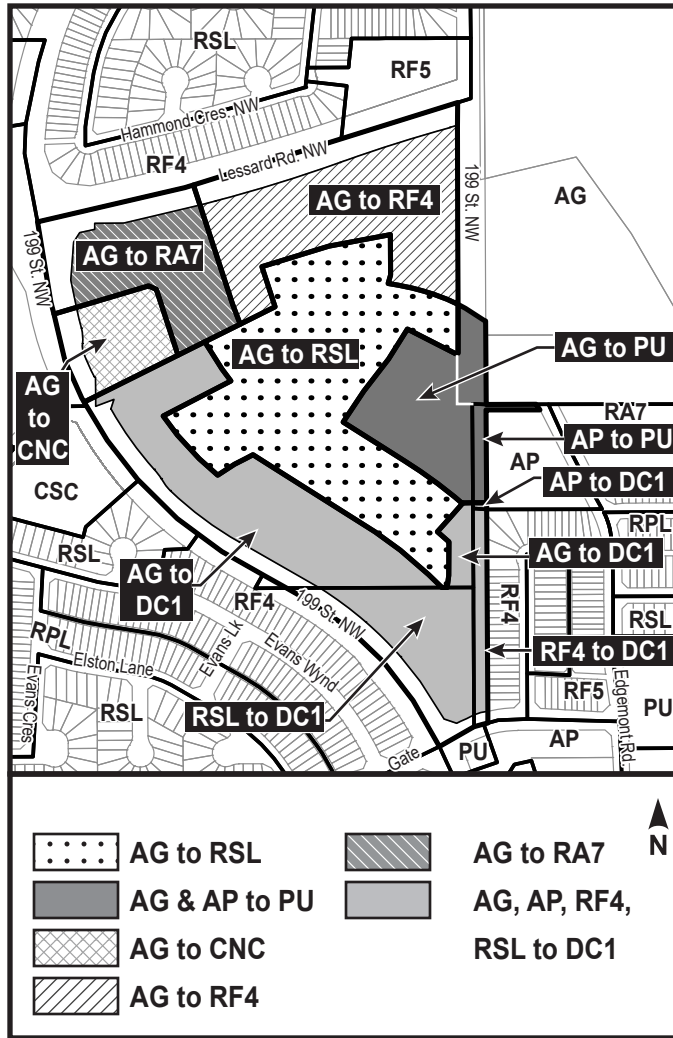 RSL
RF5
Hammond Cres. NW
RF4
Lessard Rd. NW
199 St. NW
AG
AG to RF4
199 St. NW
AG to RA7
AG to RSL
AG to PU
AG
to
CNC
RA7
AP to PU
AP
CSC
AP to DC1
RSL
RPL
AG to DC1
AG to
DC1
RF4
199 St. NW
RF4
RSL
RPL
Evans Lk
Evans Wynd
Elston Lane
RF4 to DC1
Evans Cres
RSL
RSL to DC1
RF5
Edgemont Rd.
PU
Gate
PU
AP
N
AG to RSL
AG & AP to PU
AG to CNC
AG to RF4
AG to RA7
AG, AP, RF4,
RSL to DC1